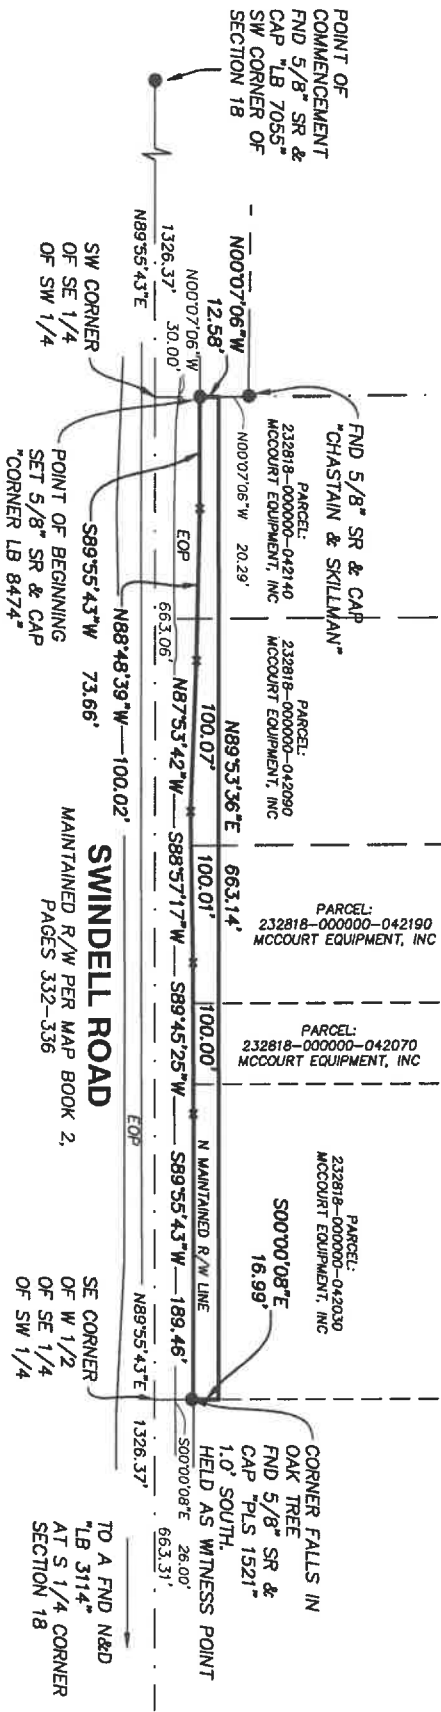 POINT OF
COMMENCEMENT
FND 5/8" SR &
CAP "LB 7055"
SW CORNER OF
SECTION 18
N89°55'43"E
1326.37'
SW CORNER
OF SE 1/4
OF SW 1/4
N00°07'06"W
12.58'
N00°07'06"W
30.00'
FND 5/8" SR & CAP
"CHASTAIN & SKILLMAN"
N00°07'06"W 20.29'
PARCEL:
232818-000000-042140
MCCOURT EQUIPMENT, INC
POINT OF BEGINNING
SET 5/8" SR & CAP
"CORNER LB 8474"
S89°55'43"W 73.66'
EOP
N88°48'39"W 100.02'
663.06'
PARCEL:
232818-000000-042090
MCCOURT EQUIPMENT, INC
N87°53'42"W
100.07'
N89°53'36"E 663.14'
S88°57'17"W
100.01'
PARCEL:
232818-000000-042190
MCCOURT EQUIPMENT, INC
S89°45'25"W
100.00'
PARCEL:
232818-000000-042070
MCCOURT EQUIPMENT, INC
SWINDELL ROAD
MAINTAINED R/W PER MAP BOOK 2,
PAGES 332-336
EOP
N MAINTAINED R/W LINE
S89°55'43"W 189.46'
PARCEL:
232818-000000-042030
MCCOURT EQUIPMENT, INC
S00°00'08"E
16.99'
N89°55'43"E 1326.37'
SE CORNER
OF W 1/2
OF SE 1/4
OF SW 1/4
S00°00'08"E 26.00'
663.31'
CORNER FALLS IN
OAK TREE
FND 5/8" SR &
CAP "PLS 1521"
1.0' SOUTH.
HELD AS WITNESS POINT
TO A FND N&D
"LB 3114"
AT S 1/4 CORNER
SECTION 18